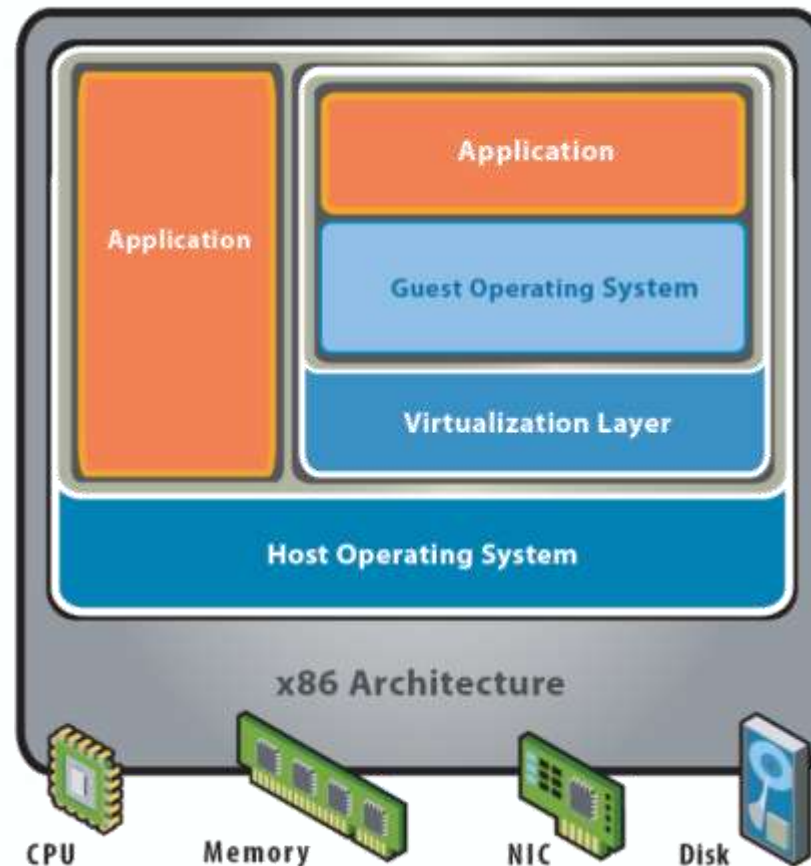 Application
Application
Guest Operating System
Virtualization Layer
Host Operating System
x86 Architecture
CPU
Memory
NIC
Disk